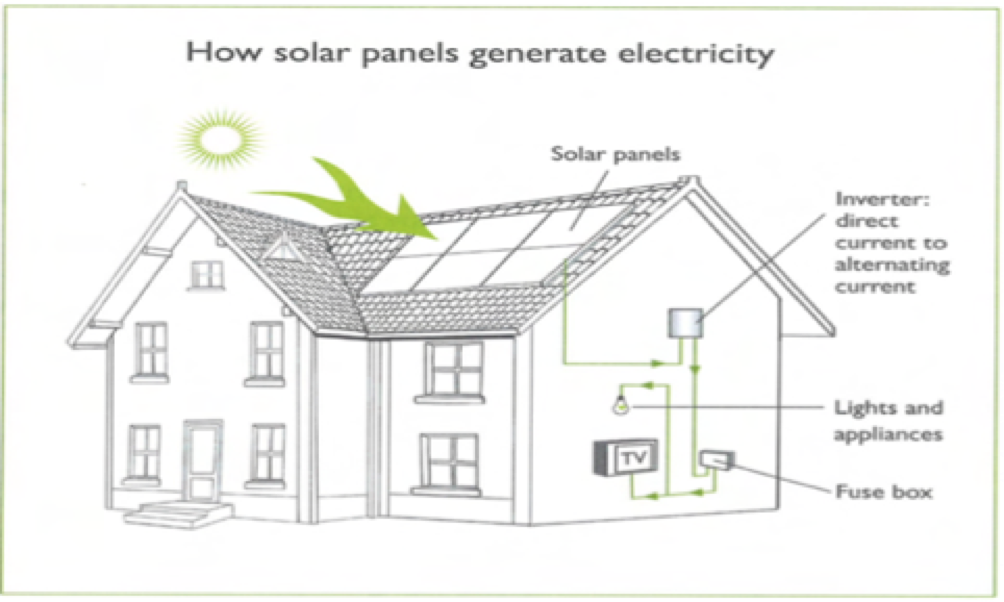 How solar panels generate electricity
Solar panels
Inverter:
direct
current to
alternating
current
Lights and
appliances
TV
Fuse box